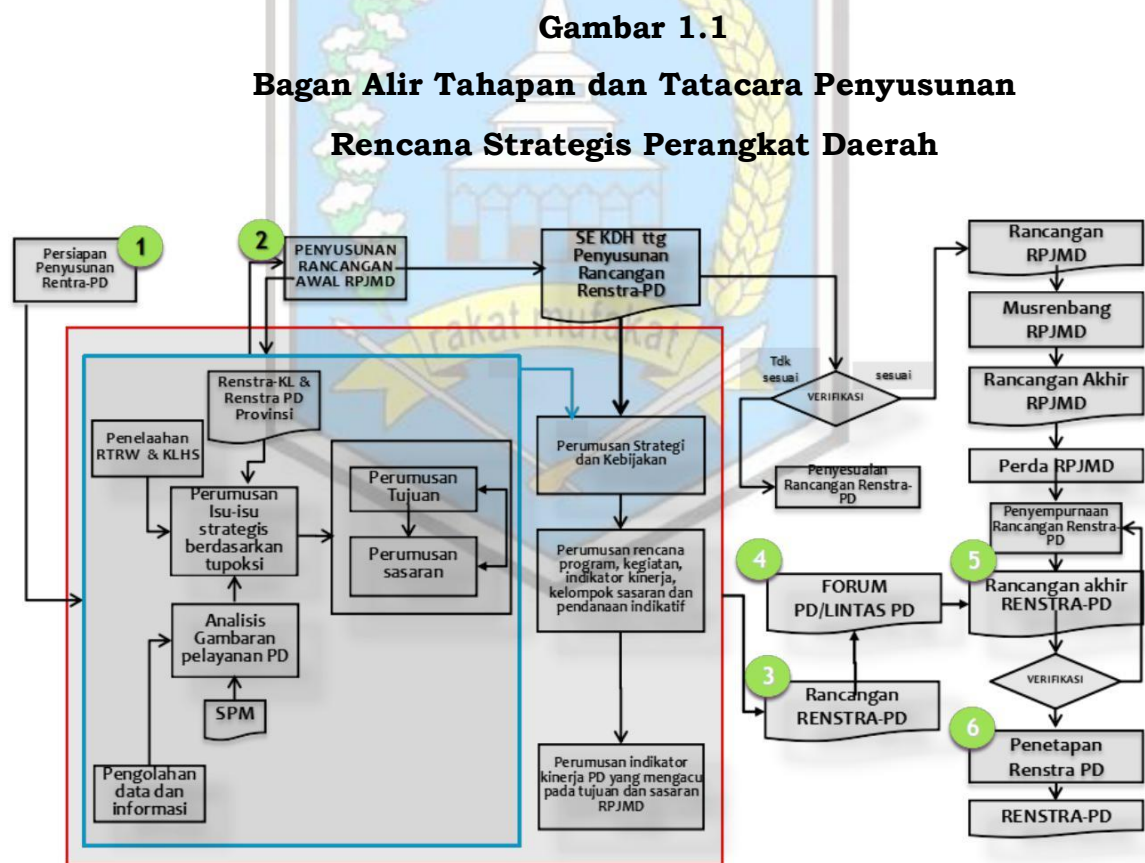 Gambar 1.1
Bagan Alir Tahapan dan Tatacara Penyusunan
Rencana Strategis Perangkat Daerah
Persiapan
Penyusunan
Rentra-PD
1
2
PENYUSUNAN
RANCANGAN
AWAL RPJMD
SE KDH ttg
Penyusunan
Rancangan
Renstra-PD
Rancangan
RPJMD
Musrenbang
RPJMD
Rancangan Akhir
RPJMD
Perda RPJMD
Penyempurnaan
Rancangan Renstra-
PD
rakat mufakat
Tdk
sesuai
sesuai
VERIFIKASI
Penyesuaian
Rancangan Renstra-
PD
Renstra-KL &
Renstra PD
Provinsi
Penelaahan
RTRW & KLHS
Perumusan
Isu-isu
strategis
berdasarkan
tupoksi
Perumusan
Tujuan
Perumusan
sasaran
Analisis
Gambaran
pelayanan PD
SPM
Pengolahan
data dan
informasi
Perumusan Strategi
dan Kebijakan
Perumusan rencana
program, kegiatan,
indikator kinerja,
kelompok sasaran dan
pendanaan indikatif
Perumusan indikator
kinerja PD yang mengacu
pada tujuan dan sasaran
RPJMD
3
Rancangan
RENSTRA-PD
4
FORUM
PD/LINTAS PD
5
Rancangan akhir
RENSTRA-PD
VERIFIKASI
6
Penetapan
Renstra PD
RENSTRA-PD